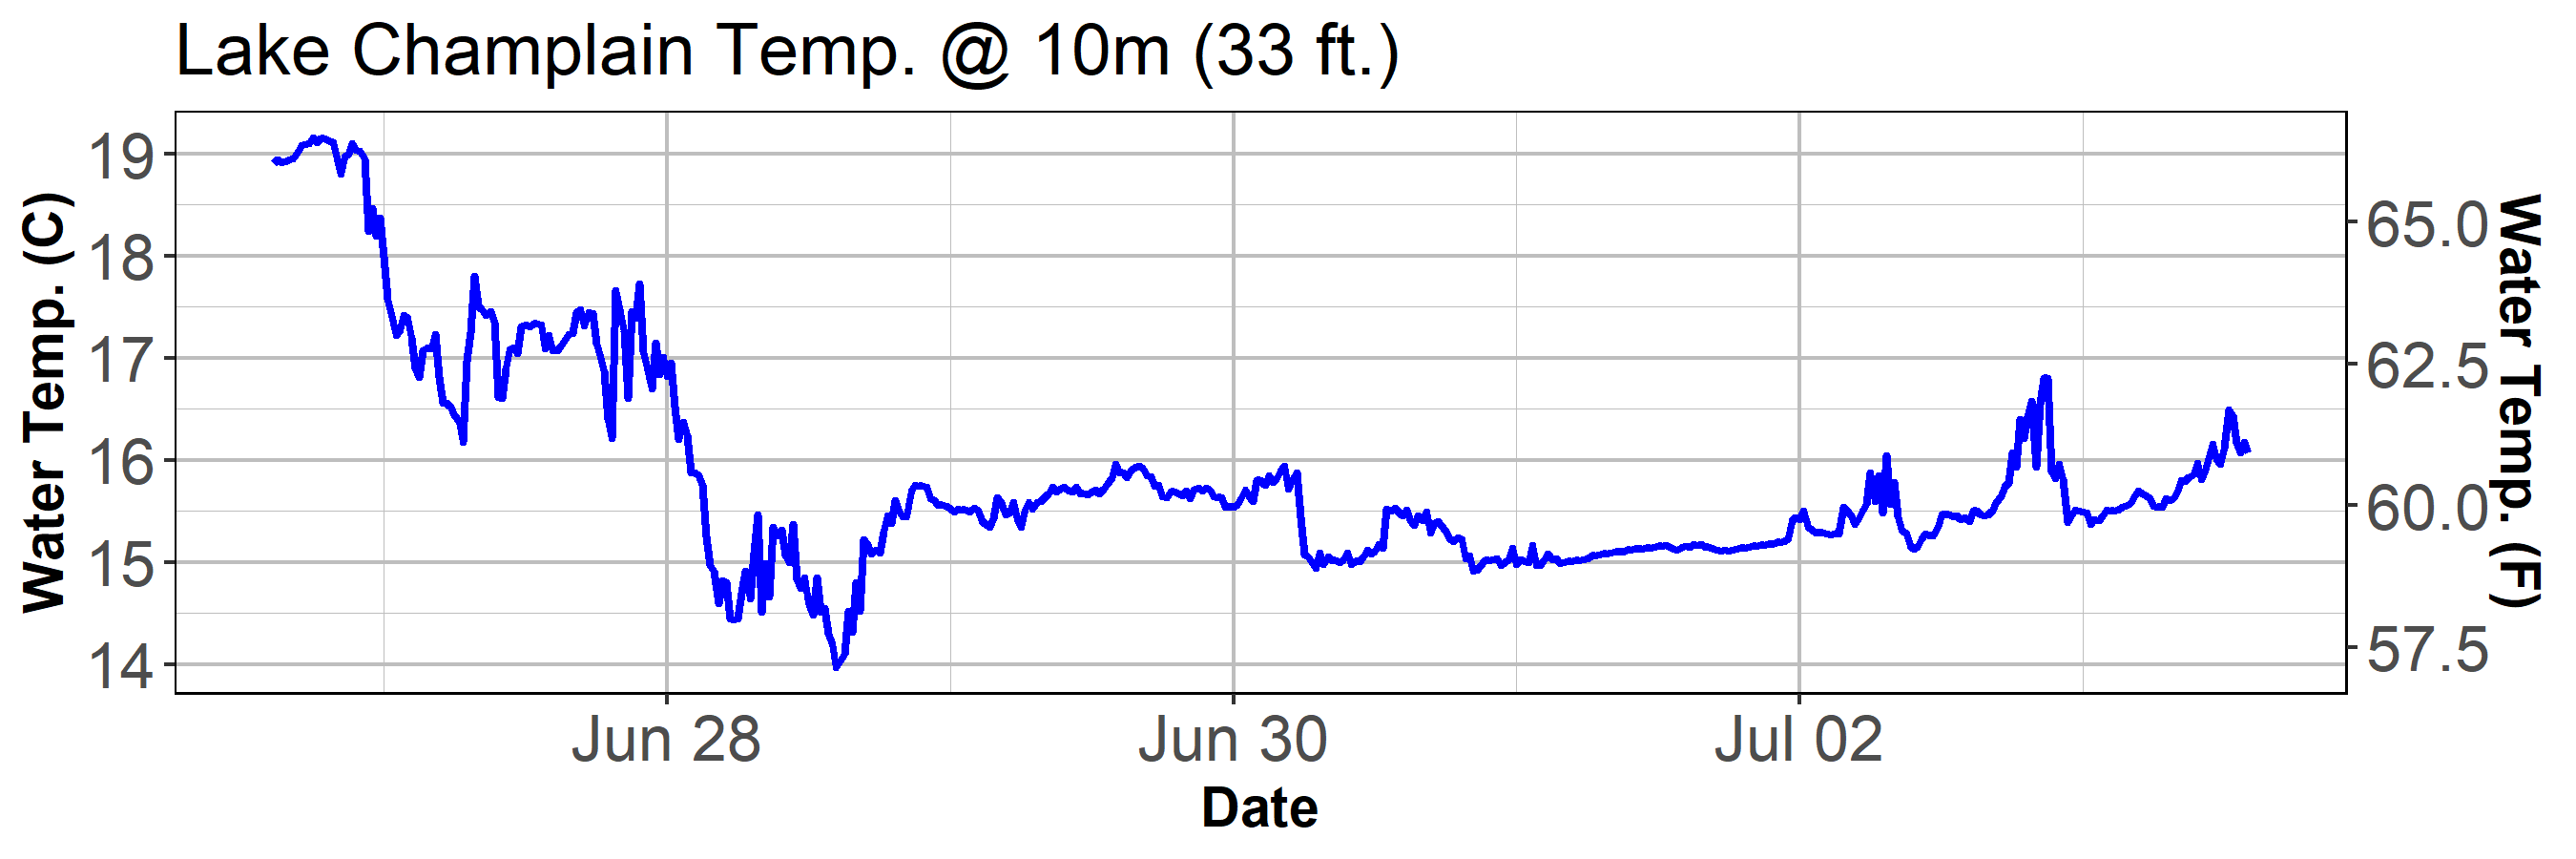 Lake Champlain Temp. @ 10m (33 ft.)
Water Temp. (C)
19
18
17
16
15
14
65.0
62.5
60.0
57.5
Water Temp. (F)
Jun 28
Jun 30
Jul 02
Date